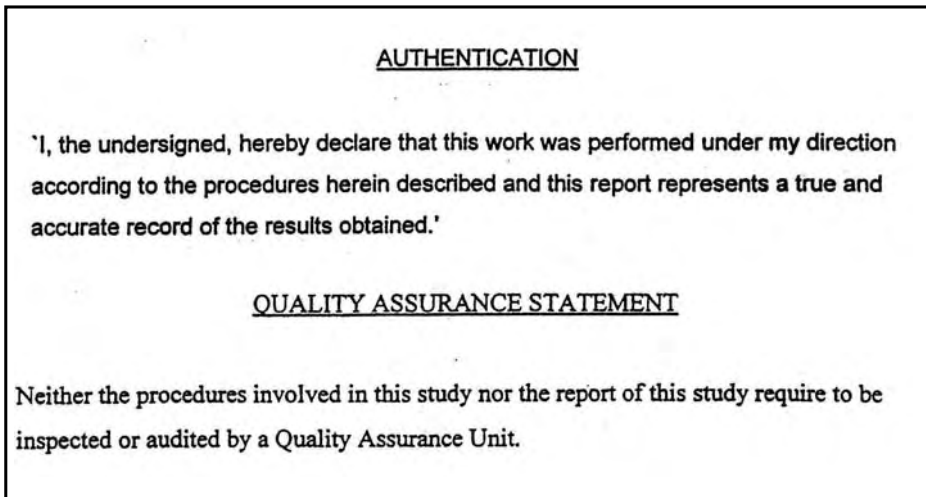 AUTHENTICATION
`I, the undersigned, hereby declare that this work was performed under my direction
according to the procedures herein described and this report represents a true and
accurate record of the results obtained.'
QUALITY ASSURANCE STATEMENT
Neither the procedures involved in this study nor the report of this study require to be
inspected or audited by a Quality Assurance Unit.